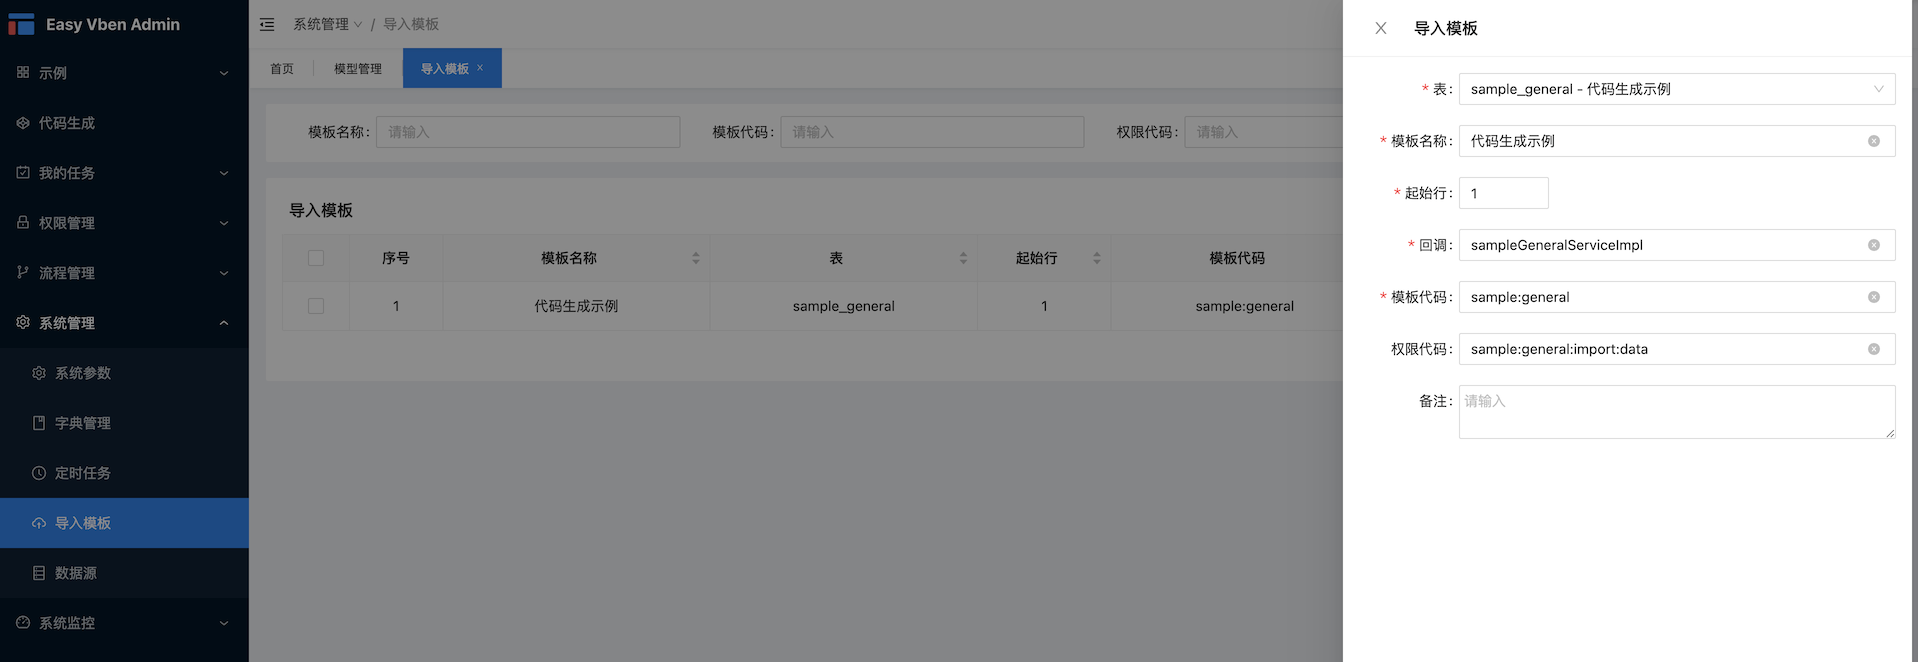 Easy Vben Admin
示例
代码生成
我的任务
权限管理
流程管理
系统管理
系统参数
字典管理
定时任务
导入模板
数据源
系统监控
系统管理 / 导入模板
首页 模型管理 导入模板 ×
模板名称: 请输入 模板代码: 请输入 权限代码: 请输入
导入模板
序号 模板名称 表 起始行 模板代码
1 代码生成示例 sample_general 1 sample:general
导入模板
* 表: sample_general - 代码生成示例
* 模板名称: 代码生成示例
* 起始行: 1
* 回调: sampleGeneralServiceImpl
* 模板代码: sample:general
权限代码: sample:general:import:data
备注: 请输入